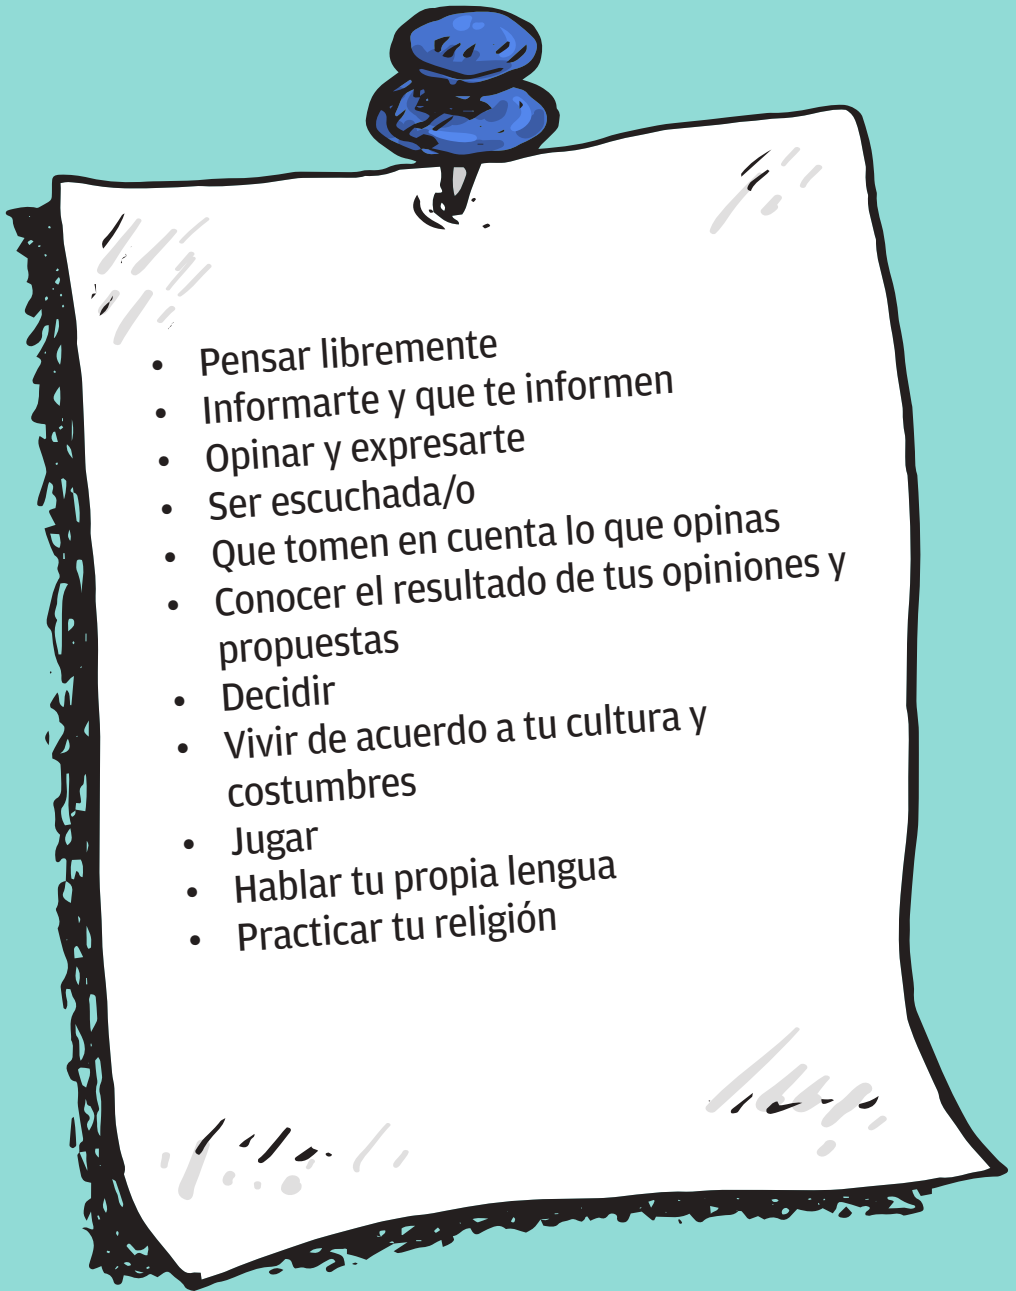 • Pensar libremente
• Informarte y que te informen
• Opinar y expresarte
• Ser escuchada/o
• Que tomen en cuenta lo que opinas
• Conocer el resultado de tus opiniones y
propuestas
• Decidir
• Vivir de acuerdo a tu cultura y
costumbres
• Jugar
• Hablar tu propia lengua
• Practicar tu religión